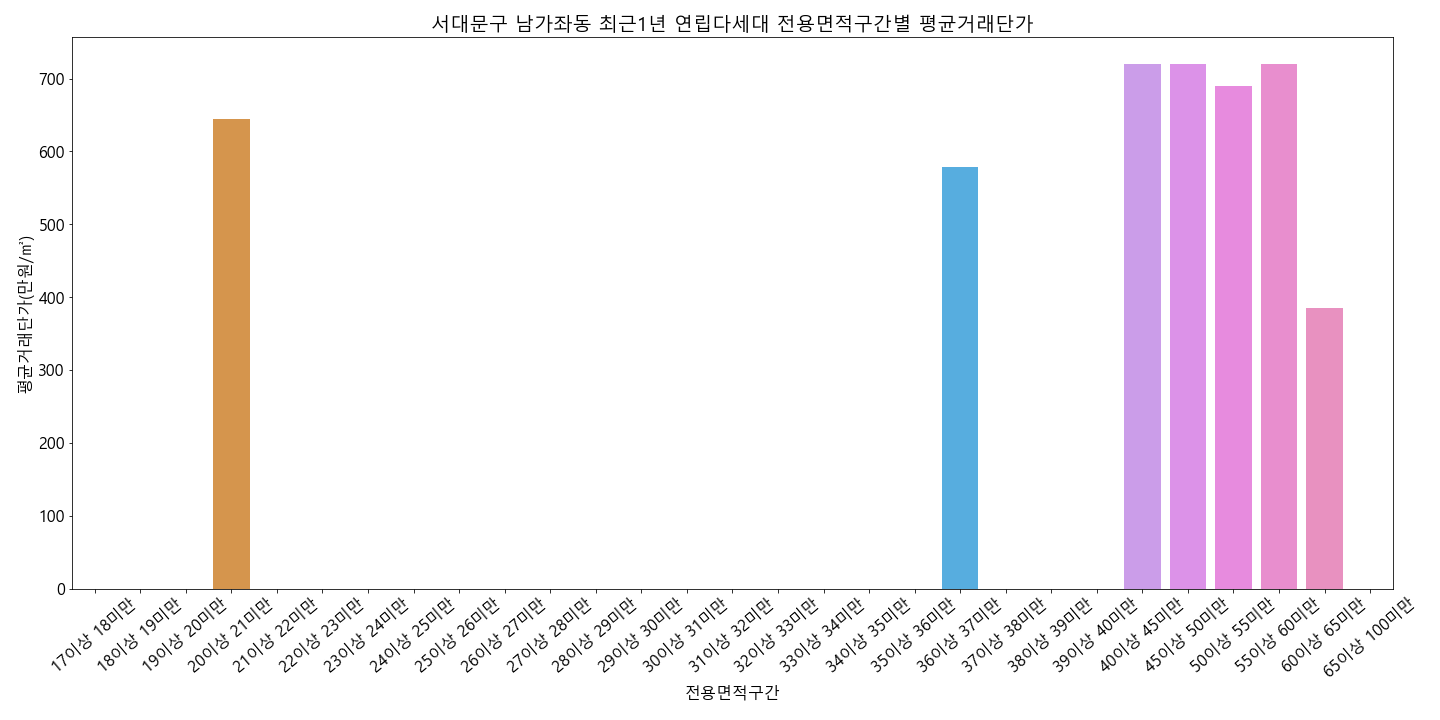 서대문구 남가좌동 최근1년 연립다세대 전용면적구간별 평균거래단가
평균거래단가(만원/㎡)
700
600
500
400
300
200
100
0
17이상 18미만
18이상 19미만
19이상 20미만
20이상 21미만
21이상 22미만
22이상 23미만
23이상 24미만
24이상 25미만
25이상 26미만
26이상 27미만
27이상 28미만
28이상 29미만
29이상 30미만
30이상 31미만
31이상 32미만
32이상 33미만
33이상 34미만
34이상 35미만
35이상 36미만
36이상 37미만
37이상 38미만
38이상 39미만
39이상 40미만
40이상 45미만
45이상 50미만
50이상 55미만
55이상 60미만
60이상 65미만
65이상 100미만
전용면적구간